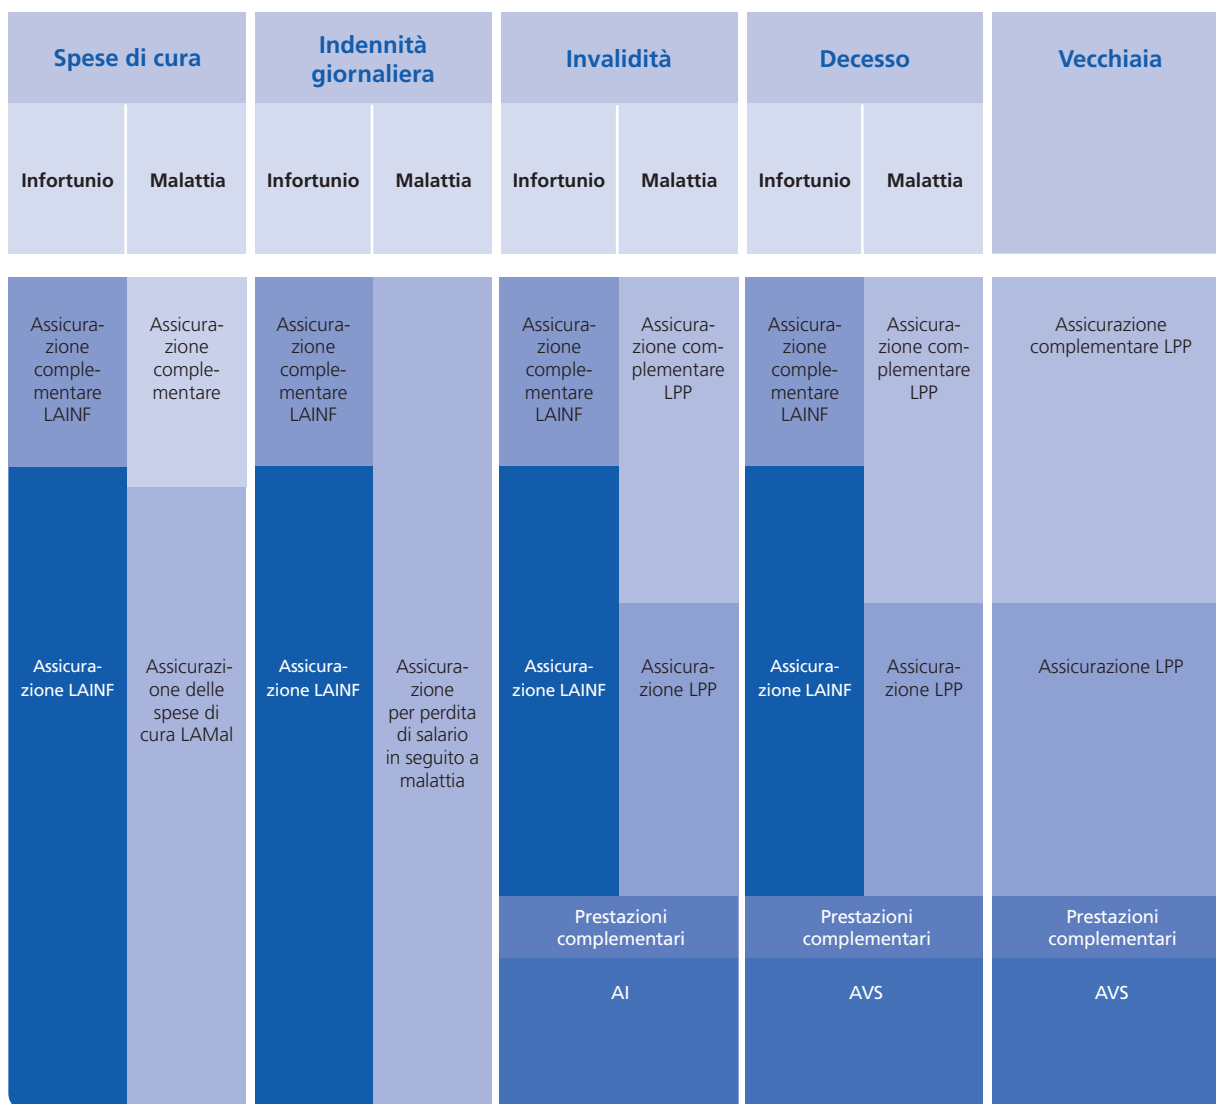 Spese di cura
Indennità
giornaliera
Invalidità
Decesso
Vecchiaia
Infortunio
Malattia
Infortunio
Malattia
Infortunio
Malattia
Infortunio
Malattia
Assicura-
zione
comple-
mentare
LAINF
Assicura-
zione
comple-
mentare
Assicura-
zione
comple-
mentare
LAINF
Assicura-
zione
comple-
mentare
LAINF
Assicura-
zione com-
plementare
LPP
Assicura-
zione
comple-
mentare
LAINF
Assicura-
zione com-
plementare
LPP
Assicurazione
complementare LPP
Assicura-
zione LAINF
Assicurazi-
one delle
spese di
cura LAMal
Assicura-
zione LAINF
Assicura-
zione
per perdita
di salario
in seguito a
malattia
Assicura-
zione LAINF
Assicura-
zione LPP
Assicura-
zione LAINF
Assicura-
zione LPP
Assicurazione LPP
Prestazioni
complementari
Prestazioni
complementari
Prestazioni
complementari
AI
AVS
AVS